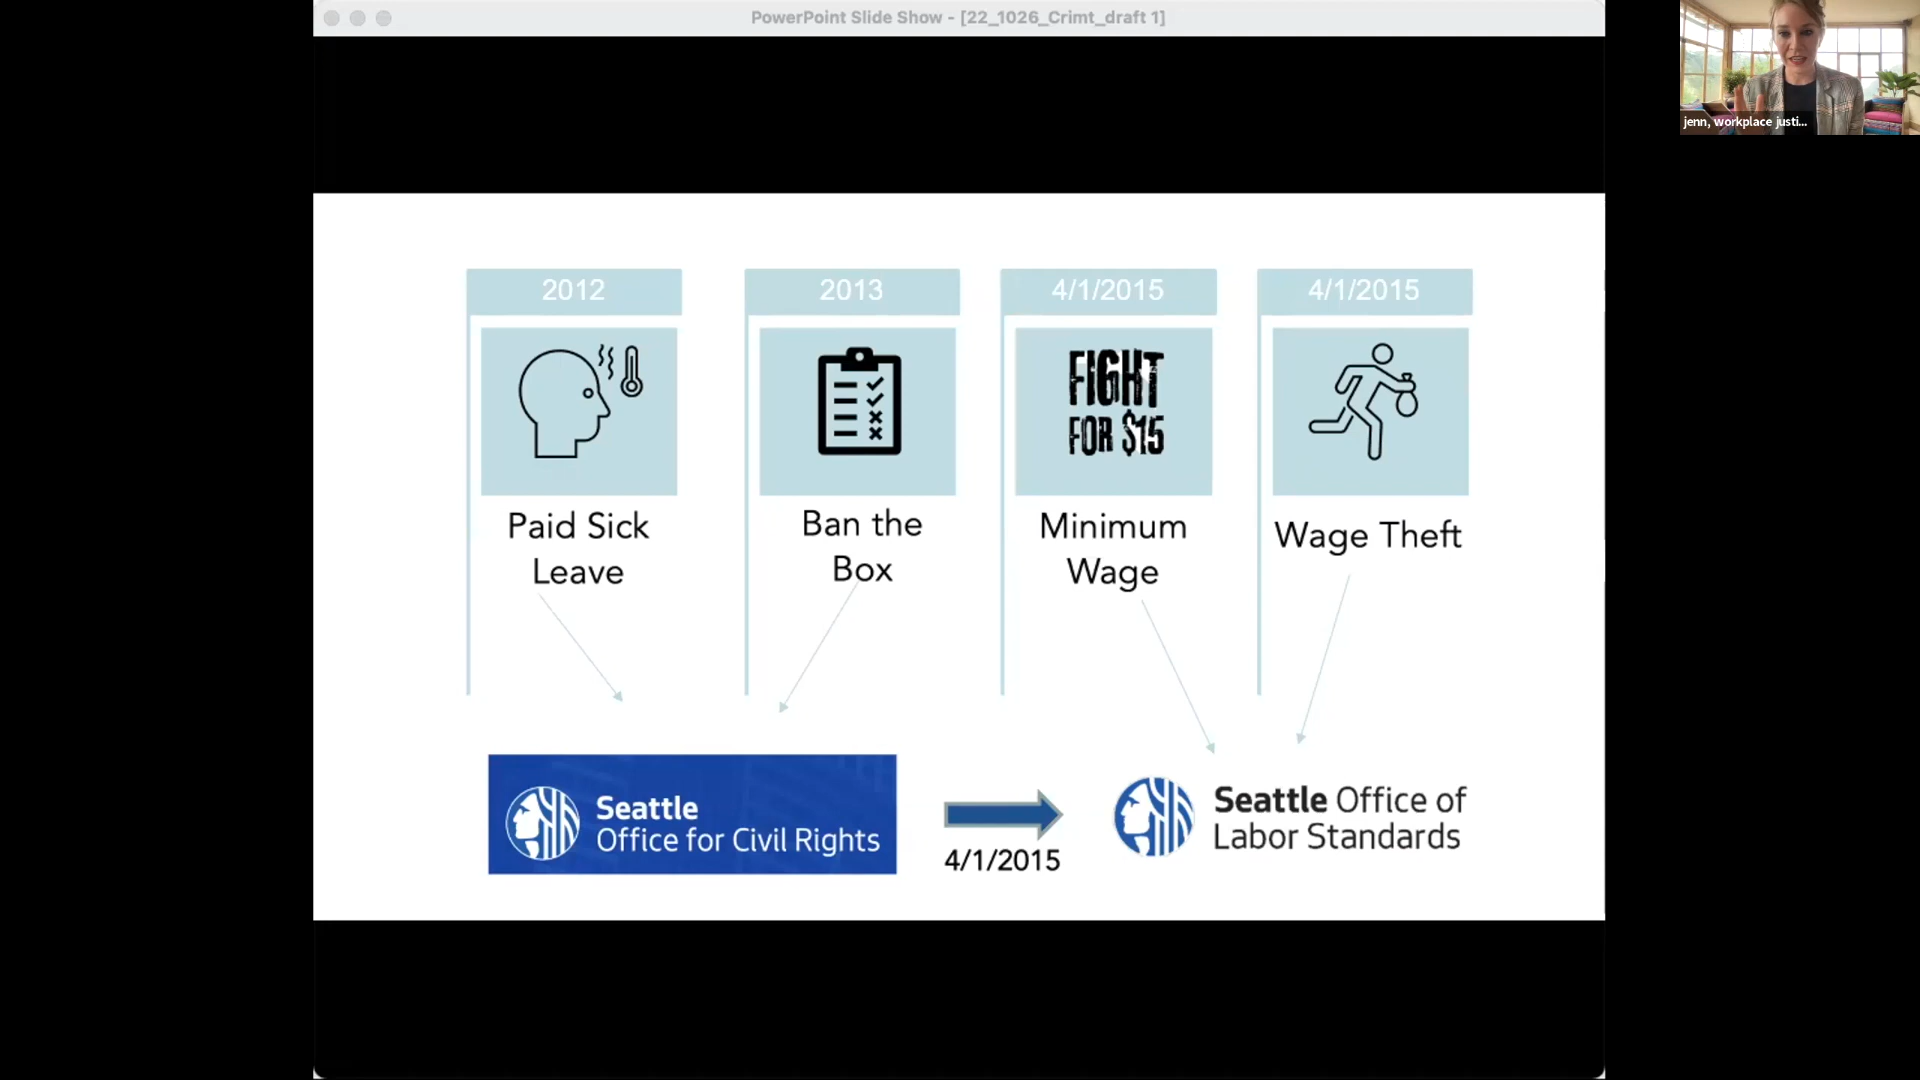 PowerPoint Slide Show - [22_1026_Crimt_draft 1]
jenn, workplace justi...
2012
2013
4/1/2015
4/1/2015
FIGHT
FOR $15
Paid Sick
Leave
Ban the
Box
Minimum
Wage
Wage Theft
Seattle
Office for Civil Rights
4/1/2015
Seattle Office of
Labor Standards